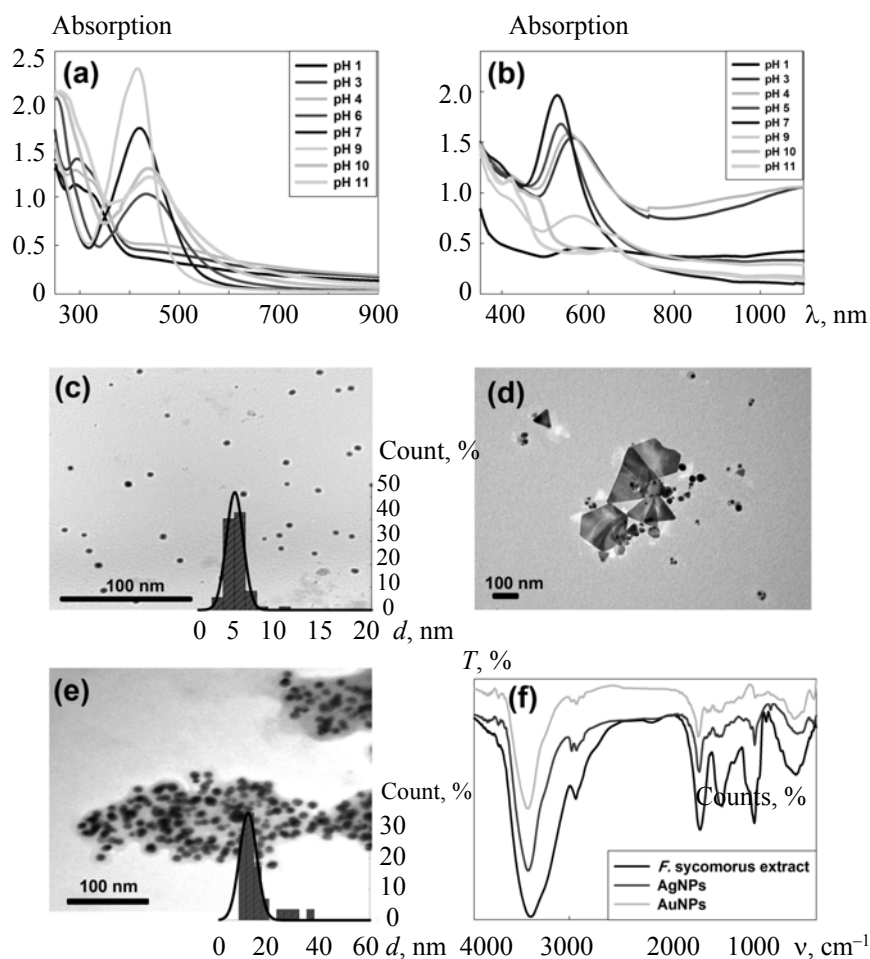 Absorption
2.5
2.0
1.5
1.0
0.5
0
(a)
pH 1
pH 3
pH 4
pH 6
pH 7
pH 9
pH 10
pH 11
300 500 700 900
Absorption
2.0
1.5
1.0
0.5
0
(b)
pH 1
pH 3
pH 4
pH 5
pH 7
pH 9
pH 10
pH 11
400 600 800 1000 λ, nm
(c)
100 nm
Count, %
50
40
30
20
10
0
0 5 10 15 20 d, nm
(d)
100 nm
(e)
100 nm
Count, %
30
20
10
0
0 20 40 60 d, nm
T, %
(f)
Counts, %
F. sycomorus extract
AgNPs
AuNPs
4000 3000 2000 1000 ν, cm⁻¹